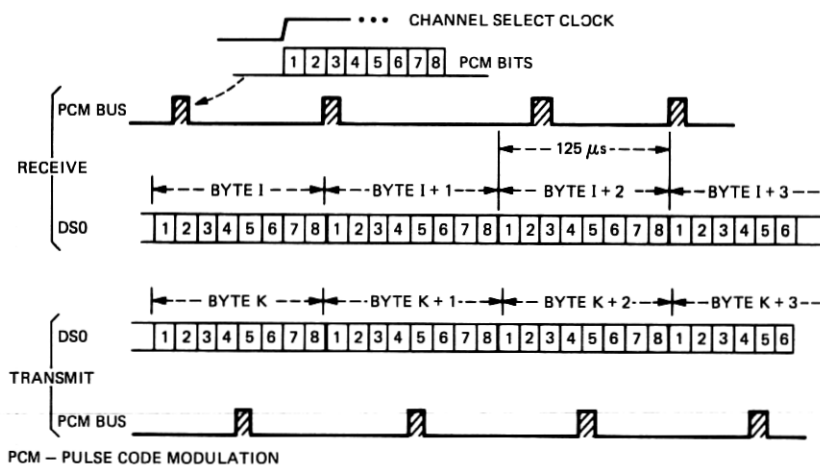 CHANNEL SELECT CLOCK
1 2 3 4 5 6 7 8 PCM BITS
PCM BUS
125 μs
RECEIVE
BYTE I BYTE I + 1 BYTE I + 2 BYTE I + 3
DS0 1 2 3 4 5 6 7 8 1 2 3 4 5 6 7 8 1 2 3 4 5 6 7 8 1 2 3 4 5 6
BYTE K BYTE K + 1 BYTE K + 2 BYTE K + 3
DS0 1 2 3 4 5 6 7 8 1 2 3 4 5 6 7 8 1 2 3 4 5 6 7 8 1 2 3 4 5 6
TRANSMIT
PCM BUS
PCM – PULSE CODE MODULATION